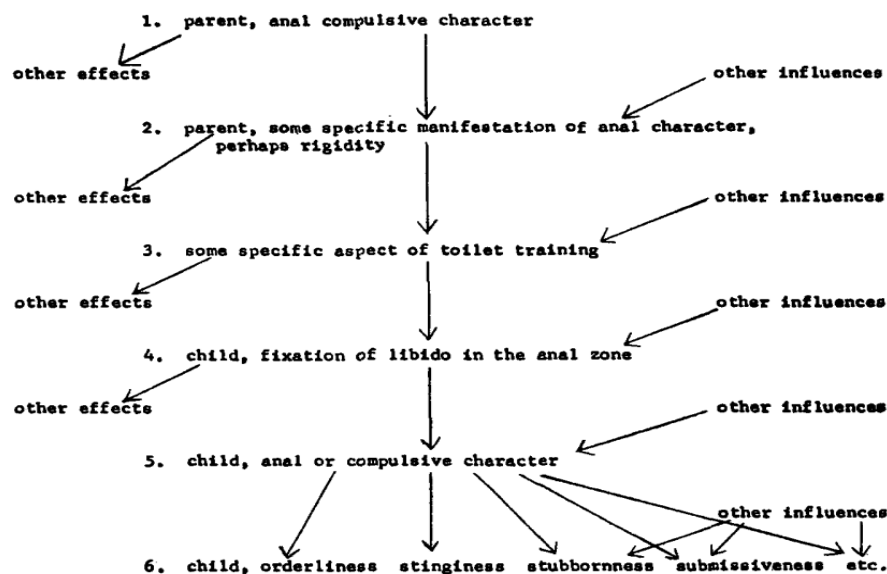 1. parent, anal compulsive character
other effects
other influences
2. parent, some specific manifestation of anal character,
perhaps rigidity
other effects
other influences
3. some specific aspect of toilet training
other effects
other influences
4. child, fixation of libido in the anal zone
other effects
other influences
5. child, anal or compulsive character
other influences
6. child, orderliness stinginess stubbornness submissiveness etc.